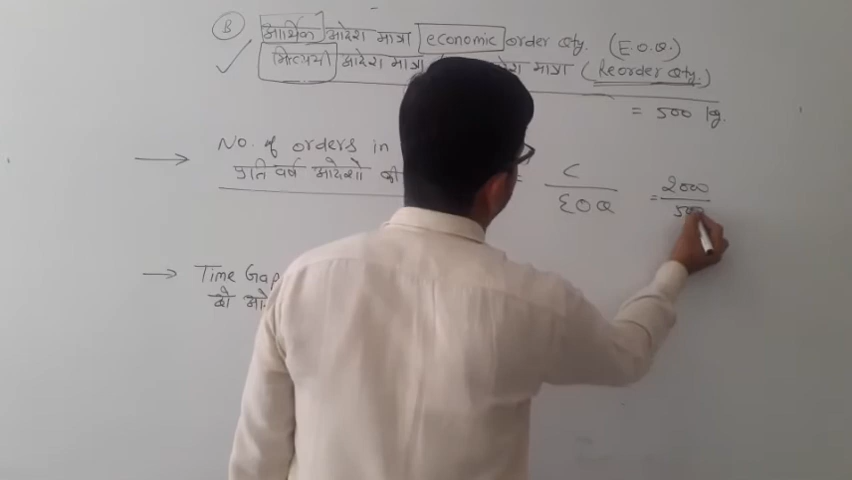 B आर्थिक आदेश मात्रा economic order Qty. (E.O.Q.)
मितव्ययी आदेश मात्रा मात्रा (Reorder Qty.)
= 500 kg.
→ No. of orders in = C / EOQ = 2000 / 500
प्रति वर्ष आदेशो की
→ Time Gap
दो